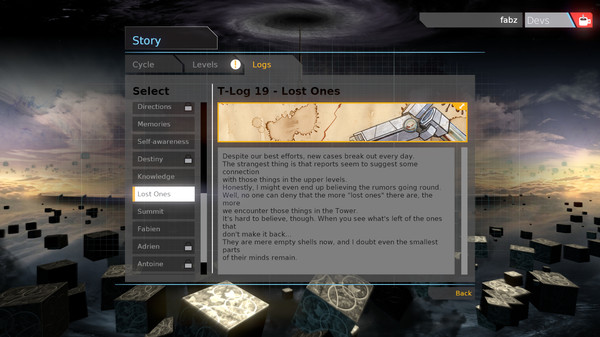 fabz
Devs
Story
Cycle
Levels
!
Logs
Select
Directions
Memories
Self awareness
Destiny
Knowledge
Lost Ones
Summit
Fabien
Adrien
Antoine
T-Log 19 - Lost Ones
Despite our best efforts, new cases break out every day.
The strangest thing is that reports seem to suggest some
connection
with those things in the upper levels.
Honestly, I might even end up believing the rumors going round.
Well, no one can deny that the more "lost ones" there are, the
more
we encounter those things in the Tower.
It's hard to believe, though. When you see what's left of the ones
that
don't make it back...
They are mere empty shells now, and I doubt even the smallest
parts
of their minds remain.
Back